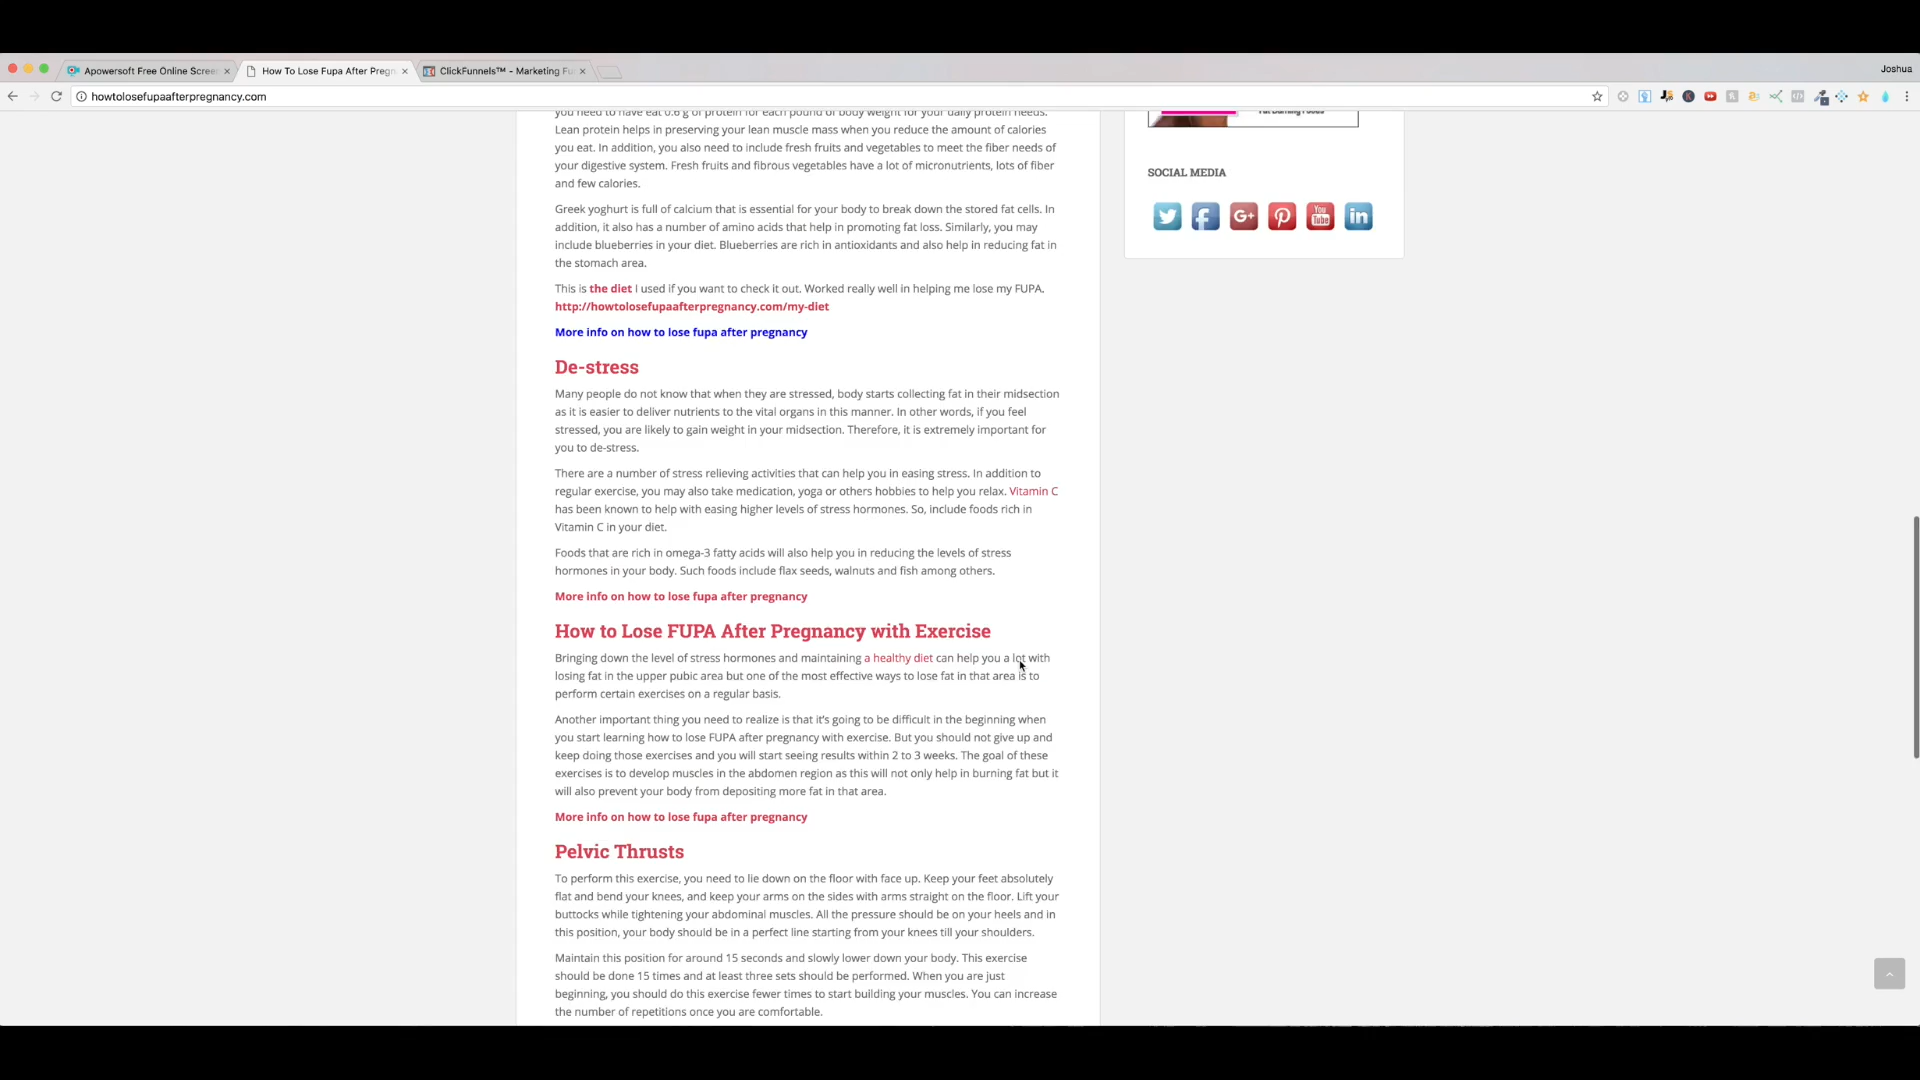 Apowersoft Free Online Scree
How To Lose Fupa After Pregn
ClickFunnels™ - Marketing Fu
Joshua
howtolosefupaafterpregnancy.com
you need to have eat 0.6 g of protein for each pound of body weight for your daily protein needs.
Lean protein helps in preserving your lean muscle mass when you reduce the amount of calories
you eat. In addition, you also need to include fresh fruits and vegetables to meet the fiber needs of
your digestive system. Fresh fruits and fibrous vegetables have a lot of micronutrients, lots of fiber
and few calories.
Greek yoghurt is full of calcium that is essential for your body to break down the stored fat cells. In
addition, it also has a number of amino acids that help in promoting fat loss. Similarly, you may
include blueberries in your diet. Blueberries are rich in antioxidants and also help in reducing fat in
the stomach area.
This is the diet I used if you want to check it out. Worked really well in helping me lose my FUPA.
http://howtolosefupaafterpregnancy.com/my-diet
More info on how to lose fupa after pregnancy
De-stress
Many people do not know that when they are stressed, body starts collecting fat in their midsection
as it is easier to deliver nutrients to the vital organs in this manner. In other words, if you feel
stressed, you are likely to gain weight in your midsection. Therefore, it is extremely important for
you to de-stress.
There are a number of stress relieving activities that can help you in easing stress. In addition to
regular exercise, you may also take medication, yoga or others hobbies to help you relax. Vitamin C
has been known to help with easing higher levels of stress hormones. So, include foods rich in
Vitamin C in your diet.
Foods that are rich in omega-3 fatty acids will also help you in reducing the levels of stress
hormones in your body. Such foods include flax seeds, walnuts and fish among others.
More info on how to lose fupa after pregnancy
How to Lose FUPA After Pregnancy with Exercise
Bringing down the level of stress hormones and maintaining a healthy diet can help you a lot with
losing fat in the upper pubic area but one of the most effective ways to lose fat in that area is to
perform certain exercises on a regular basis.
Another important thing you need to realize is that it's going to be difficult in the beginning when
you start learning how to lose FUPA after pregnancy with exercise. But you should not give up and
keep doing those exercises and you will start seeing results within 2 to 3 weeks. The goal of these
exercises is to develop muscles in the abdomen region as this will not only help in burning fat but it
will also prevent your body from depositing more fat in that area.
More info on how to lose fupa after pregnancy
Pelvic Thrusts
To perform this exercise, you need to lie down on the floor with face up. Keep your feet absolutely
flat and bend your knees, and keep your arms on the sides with arms straight on the floor. Lift your
buttocks while tightening your abdominal muscles. All the pressure should be on your heels and in
this position, your body should be in a perfect line starting from your knees till your shoulders.
Maintain this position for around 15 seconds and slowly lower down your body. This exercise
should be done 15 times and at least three sets should be performed. When you are just
beginning, you should do this exercise fewer times to start building your muscles. You can increase
the number of repetitions once you are comfortable.
Fat Burning Foods
SOCIAL MEDIA
G+
You
Tube
in